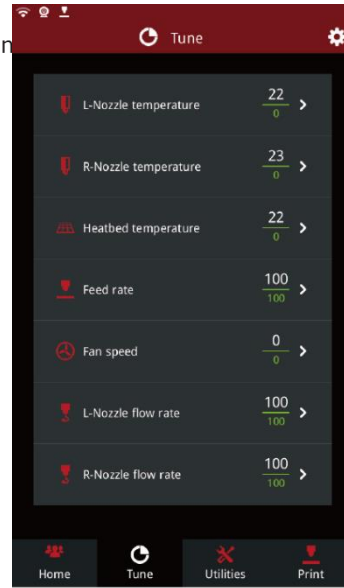 n
Tune
L-Nozzle temperature 22
0
R-Nozzle temperature 23
0
Heatbed temperature 22
0
Feed rate 100
100
Fan speed 0
0
L-Nozzle flow rate 100
100
R-Nozzle flow rate 100
100
Home Tune Utilities Print